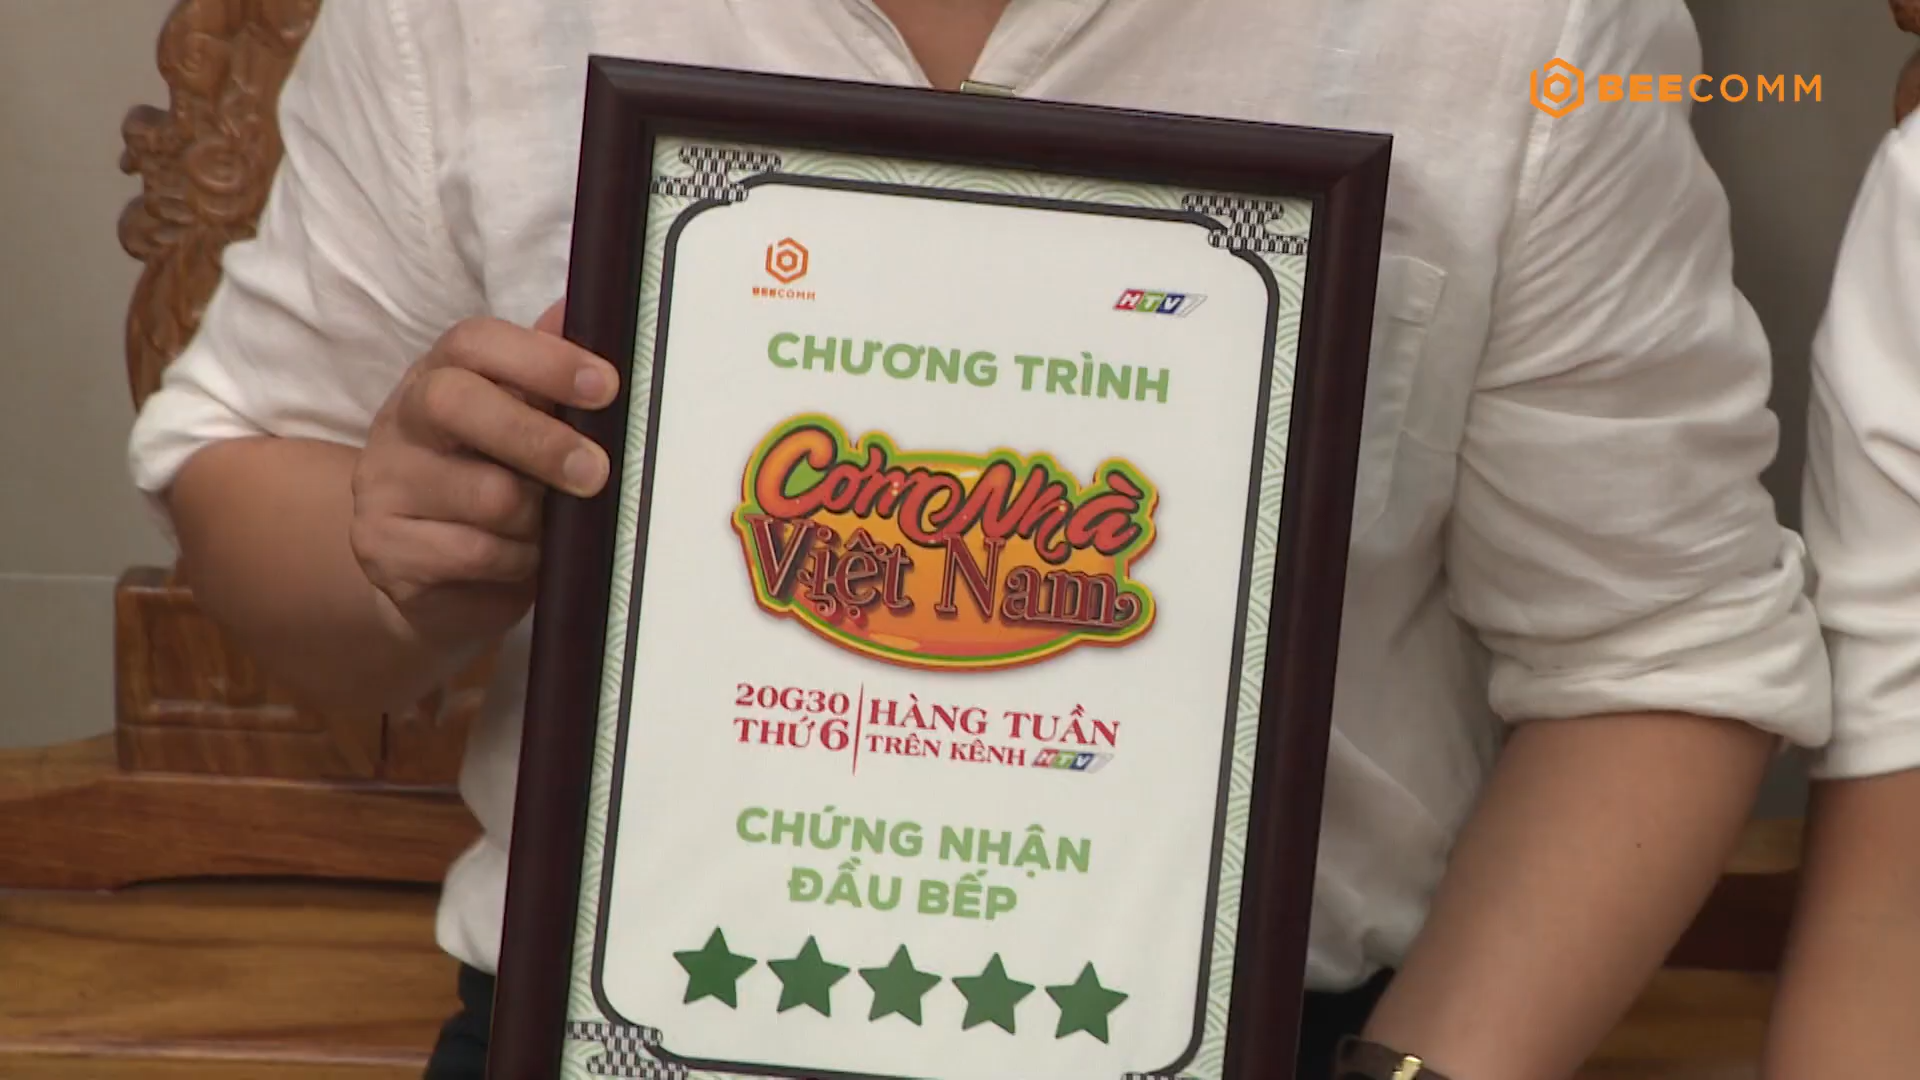 BEECOMM
BEECOMM
HTV7
CHƯƠNG TRÌNH
Cơm Nhà
Việt Nam
20G30
THỨ 6
HÀNG TUẦN
TRÊN KÊNH HTV7
CHỨNG NHẬN
ĐẦU BẾP